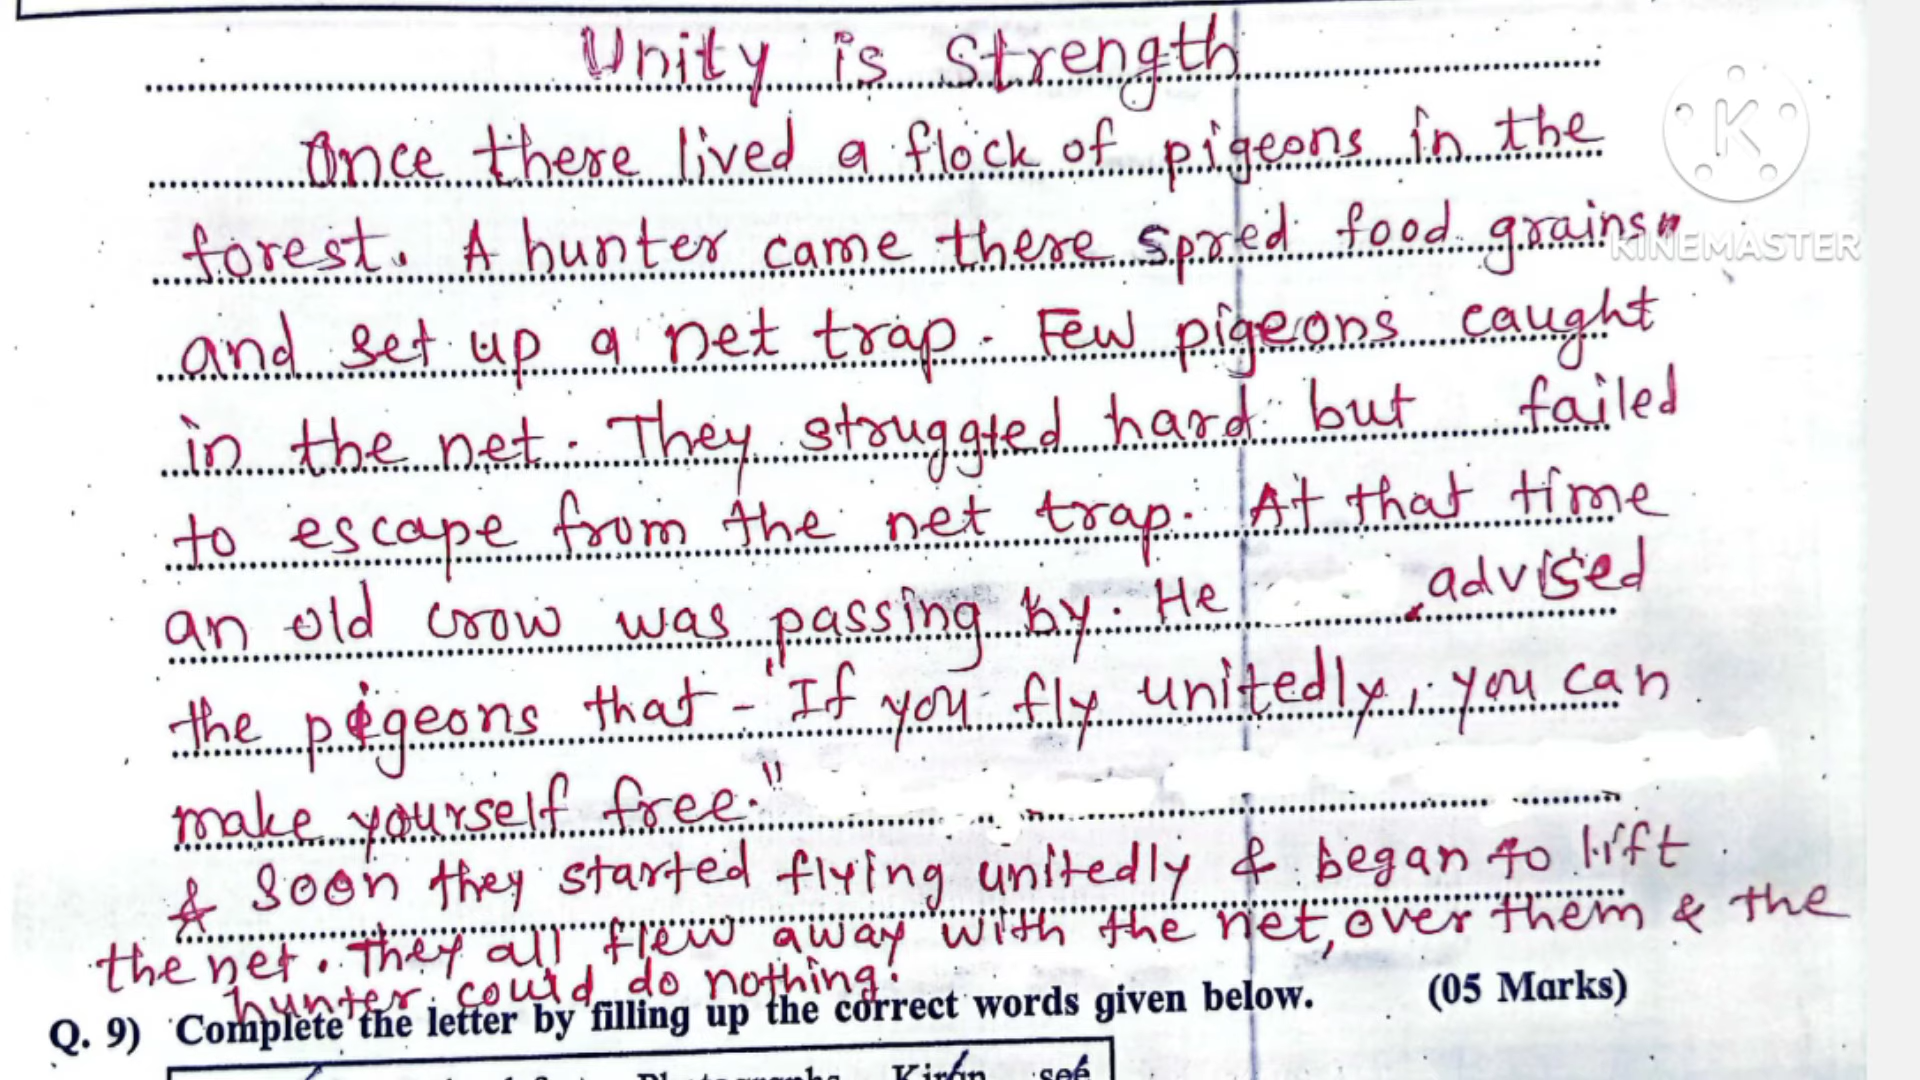 Unity is Strength
Once there lived a flock of pigeons in the
forest. A hunter came there spred food grains
and set up a net trap. Few pigeons caught
in the net. They struggled hard but failed
to escape from the net trap. At that time
an old crow was passing by. He advised
the pigeons that - "If you fly unitedly, you can
make yourself free."
& Soon they started flying unitedly & began to lift
the net. they all flew away with the net, over them & the
hunter could do nothing.
Q. 9) Complete the letter by filling up the correct words given below. (05 Marks)
Photographs Kiran see
K
KINEMASTER